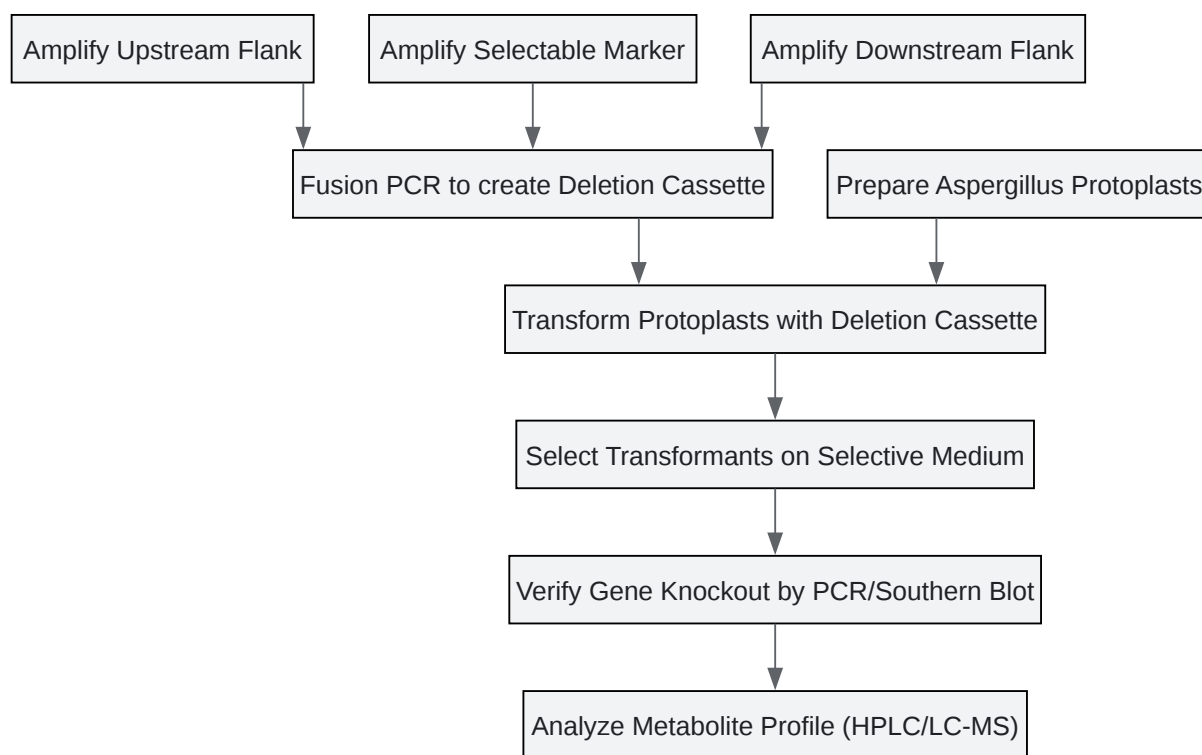 Amplify Upstream Flank
Amplify Selectable Marker
Amplify Downstream Flank
Fusion PCR to create Deletion Cassette
Prepare Aspergillus Protoplasts
Transform Protoplasts with Deletion Cassette
Select Transformants on Selective Medium
Verify Gene Knockout by PCR/Southern Blot
Analyze Metabolite Profile (HPLC/LC-MS)